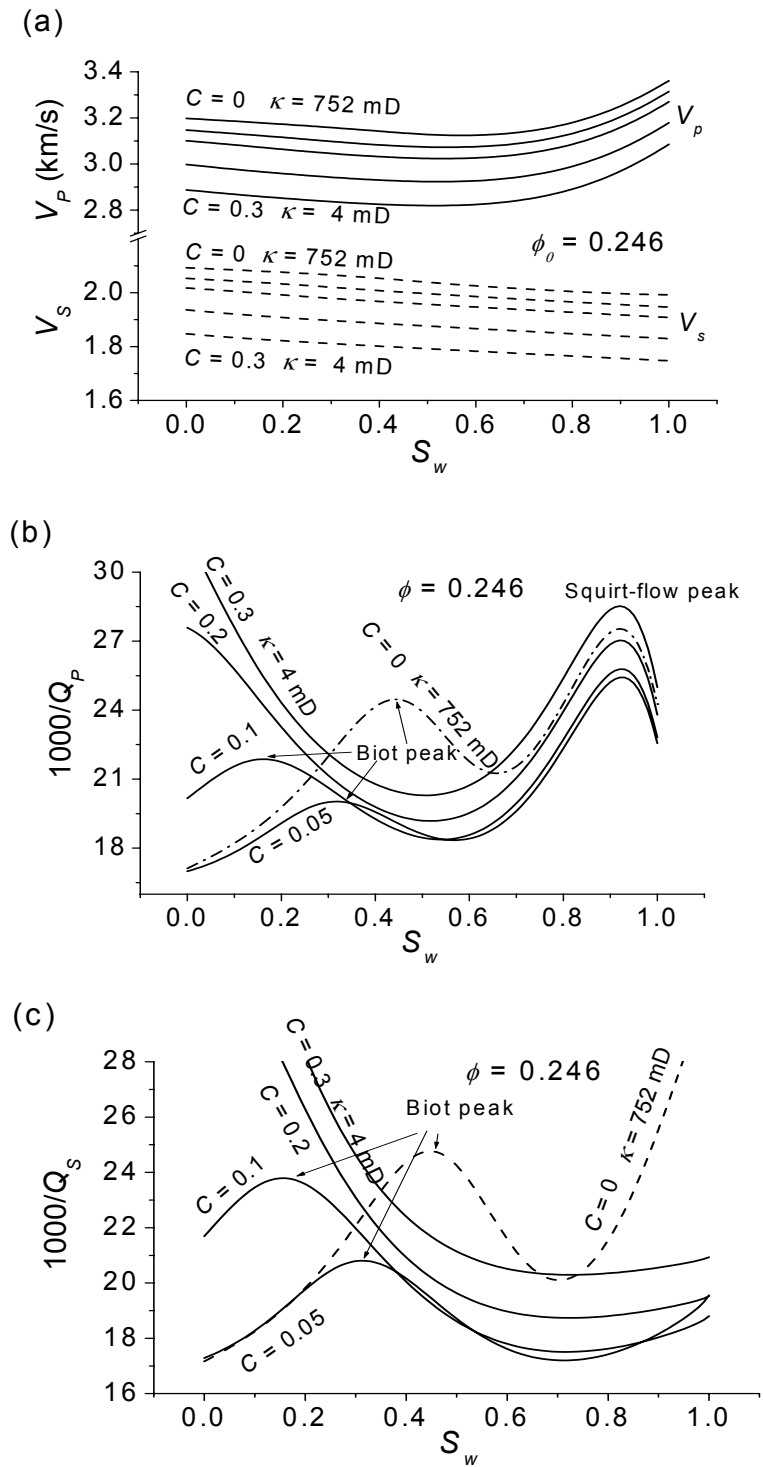 (a)
3.4
3.2
3.0
2.8
2.0
1.8
1.6
V_P (km/s)
V_S
C = 0 κ = 752 mD
V_p
C = 0.3 κ = 4 mD
C = 0 κ = 752 mD
ϕ_0 = 0.246
V_s
C = 0.3 κ = 4 mD
0.0 0.2 0.4 0.6 0.8 1.0
S_w
(b)
30
27
24
21
18
1000/Q_P
C = 0.3 κ = 4 mD
C = 0.2
ϕ = 0.246
Squirt-flow peak
C = 0 κ = 752 mD
C = 0.1
Biot peak
C = 0.05
0.0 0.2 0.4 0.6 0.8 1.0
S_w
(c)
28
26
24
22
20
18
16
1000/Q_S
C = 0.3 κ = 4 mD
C = 0.2
ϕ = 0.246
Biot peak
C = 0.1
C = 0 κ = 752 mD
C = 0.05
0.0 0.2 0.4 0.6 0.8 1.0
S_w